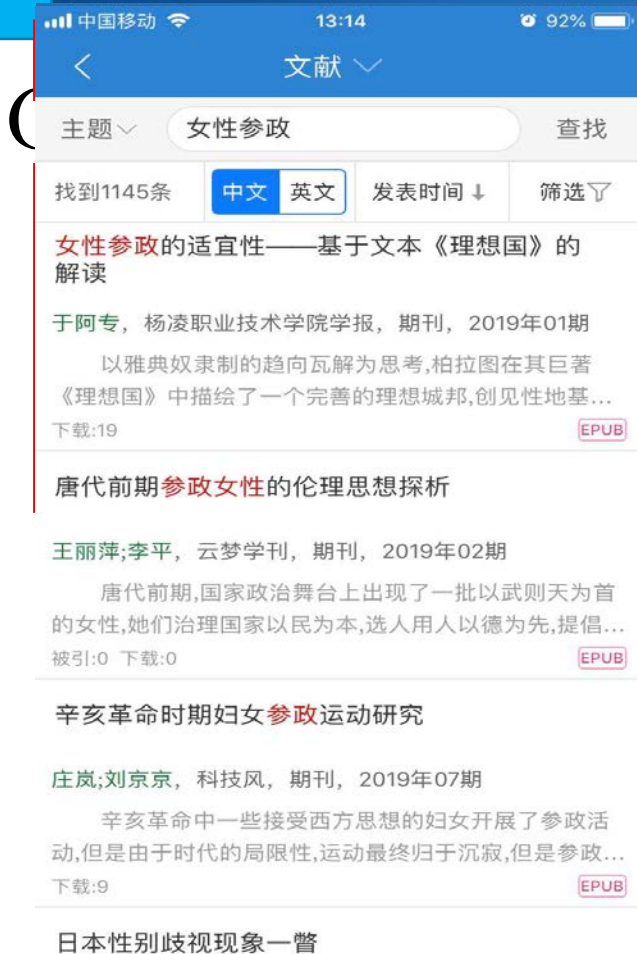 中国移动 13:14 92%
文献
主题 女性参政 查找
找到1145条 中文 英文 发表时间↓ 筛选
女性参政的适宜性——基于文本《理想国》的
解读
于阿专, 杨凌职业技术学院学报, 期刊, 2019年01期
以雅典奴隶制的趋向瓦解为思考,柏拉图在其巨著
《理想国》中描绘了一个完善的理想城邦,创见性地基...
下载:19 EPUB
唐代前期参政女性的伦理思想探析
王丽萍;李平, 云梦学刊, 期刊, 2019年02期
唐代前期,国家政治舞台上出现了一批以武则天为首
的女性,她们治理国家以民为本,选人用人以德为先,提倡...
被引:0 下载:0 EPUB
辛亥革命时期妇女参政运动研究
庄岚;刘京京, 科技风, 期刊, 2019年07期
辛亥革命中一些接受西方思想的妇女开展了参政活
动,但是由于时代的局限性,运动最终归于沉寂,但是参政...
下载:9 EPUB
日本性别歧视现象一瞥